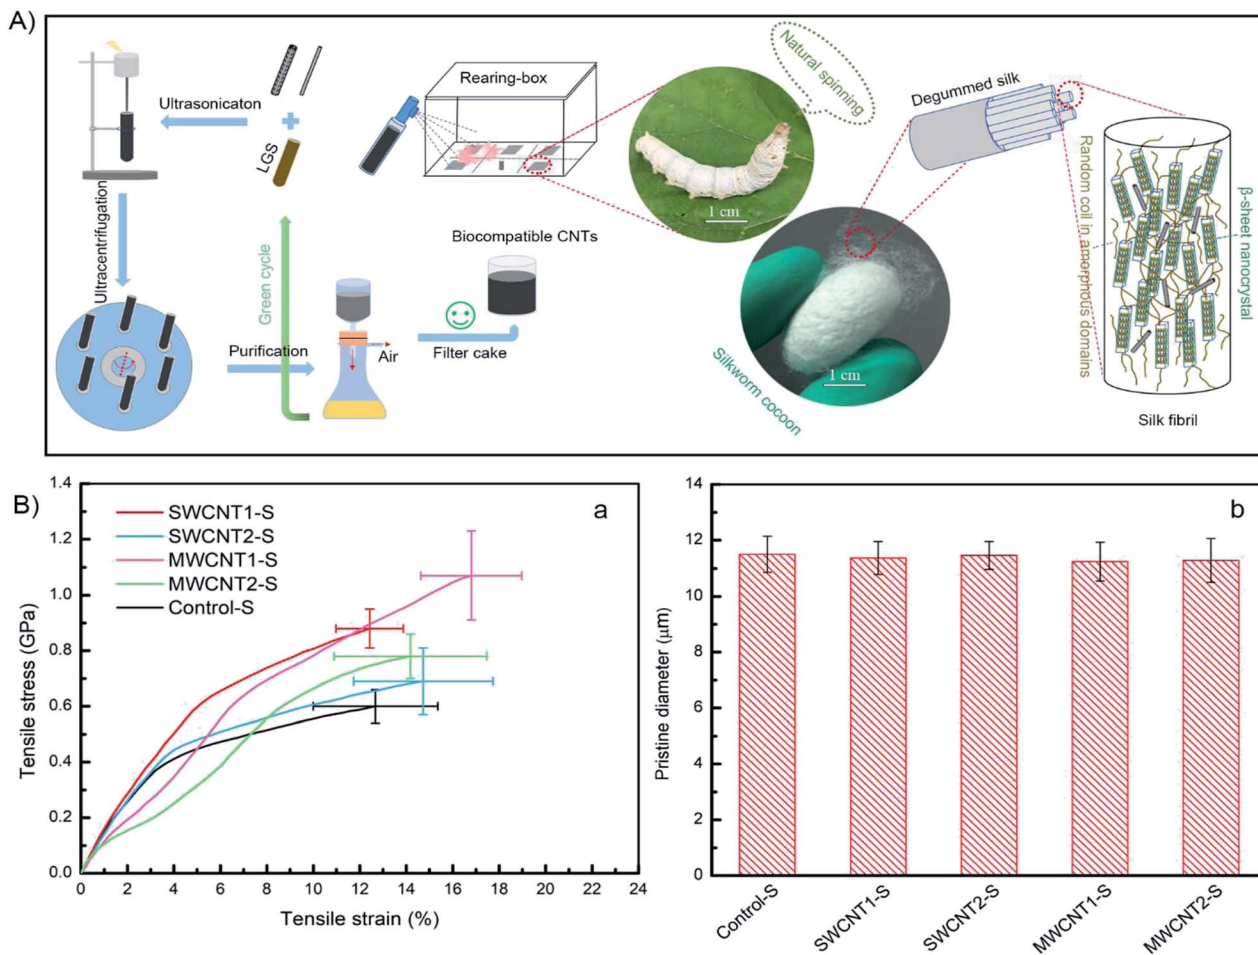 A)
Ultrasonicaton
LGS
Ultracentrifugation
Green cycle
Purification
Air
Filter cake
Biocompatible CNTs
Rearing-box
Natural spinning
1 cm
Silkworm cocoon
1 cm
Degummed silk
Random coil in amorphous domains
β-sheet nanocrystal
Silk fibril
B)
a
Tensile stress (GPa)
1.4
1.2
1.0
0.8
0.6
0.4
0.2
0.0
SWCNT1-S
SWCNT2-S
MWCNT1-S
MWCNT2-S
Control-S
0 2 4 6 8 10 12 14 16 18 20 22 24
Tensile strain (%)
b
Pristine diameter (μm)
14
12
10
8
6
4
2
0
Control-S
SWCNT1-S
SWCNT2-S
MWCNT1-S
MWCNT2-S